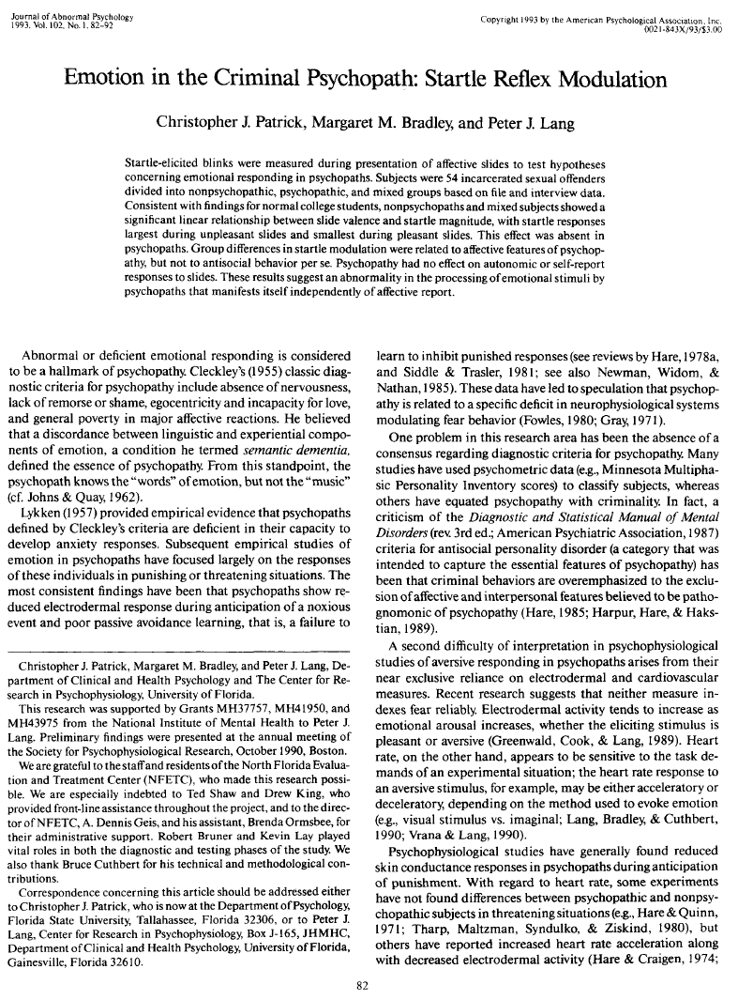 Journal of Abnormal Psychology
1993, Vol. 102, No. 1, 82-92
Copyright 1993 by the American Psychological Association, Inc.
0021-843X/93/$3.00
Emotion in the Criminal Psychopath: Startle Reflex Modulation
Christopher J. Patrick, Margaret M. Bradley, and Peter J. Lang
Startle-elicited blinks were measured during presentation of affective slides to test hypotheses
concerning emotional responding in psychopaths. Subjects were 54 incarcerated sexual offenders
divided into nonpsychopathic, psychopathic, and mixed groups based on file and interview data.
Consistent with findings for normal college students, nonpsychopaths and mixed subjects showed a
significant linear relationship between slide valence and startle magnitude, with startle responses
largest during unpleasant slides and smallest during pleasant slides. This effect was absent in
psychopaths. Group differences in startle modulation were related to affective features of psychop-
athy, but not to antisocial behavior per se. Psychopathy had no effect on autonomic or self-report
responses to slides. These results suggest an abnormality in the processing of emotional stimuli by
psychopaths that manifests itself independently of affective report.
Abnormal or deficient emotional responding is considered
to be a hallmark of psychopathy. Cleckley's (1955) classic diag-
nostic criteria for psychopathy include absence of nervousness,
lack of remorse or shame, egocentricity and incapacity for love,
and general poverty in major affective reactions. He believed
that a discordance between linguistic and experiential compo-
nents of emotion, a condition he termed semantic dementia,
defined the essence of psychopathy. From this standpoint, the
psychopath knows the "words" of emotion, but not the "music"
(cf. Johns & Quay, 1962).
Lykken (1957) provided empirical evidence that psychopaths
defined by Cleckley's criteria are deficient in their capacity to
develop anxiety responses. Subsequent empirical studies of
emotion in psychopaths have focused largely on the responses
of these individuals in punishing or threatening situations. The
most consistent findings have been that psychopaths show re-
duced electrodermal response during anticipation of a noxious
event and poor passive avoidance learning, that is, a failure to
Christopher J. Patrick, Margaret M. Bradley, and Peter J. Lang, De-
partment of Clinical and Health Psychology and The Center for Re-
search in Psychophysiology, University of Florida.
This research was supported by Grants MH37757, MH41950, and
MH43975 from the National Institute of Mental Health to Peter J.
Lang. Preliminary findings were presented at the annual meeting of
the Society for Psychophysiological Research, October 1990, Boston.
We are grateful to the staff and residents of the North Florida Evalua-
tion and Treatment Center (NFETC), who made this research possi-
ble. We are especially indebted to Ted Shaw and Drew King, who
provided front-line assistance throughout the project, and to the direc-
tor of NFETC, A. Dennis Geis, and his assistant, Brenda Ormsbee, for
their administrative support. Robert Bruner and Kevin Lay played
vital roles in both the diagnostic and testing phases of the study. We
also thank Bruce Cuthbert for his technical and methodological con-
tributions.
Correspondence concerning this article should be addressed either
to Christopher J. Patrick, who is now at the Department of Psychology,
Florida State University, Tallahassee, Florida 32306, or to Peter J.
Lang, Center for Research in Psychophysiology, Box J-165, JHMHC,
Department of Clinical and Health Psychology, University of Florida,
Gainesville, Florida 32610.
learn to inhibit punished responses (see reviews by Hare, 1978a,
and Siddle & Trasler, 1981; see also Newman, Widom, &
Nathan, 1985). These data have led to speculation that psychop-
athy is related to a specific deficit in neurophysiological systems
modulating fear behavior (Fowles, 1980; Gray, 1971).
One problem in this research area has been the absence of a
consensus regarding diagnostic criteria for psychopathy. Many
studies have used psychometric data (e.g., Minnesota Multipha-
sic Personality Inventory scores) to classify subjects, whereas
others have equated psychopathy with criminality. In fact, a
criticism of the Diagnostic and Statistical Manual of Mental
Disorders (rev. 3rd ed.; American Psychiatric Association, 1987)
criteria for antisocial personality disorder (a category that was
intended to capture the essential features of psychopathy) has
been that criminal behaviors are overemphasized to the exclu-
sion of affective and interpersonal features believed to be patho-
gnomonic of psychopathy (Hare, 1985; Harpur, Hare, & Haks-
tian, 1989).
A second difficulty of interpretation in psychophysiological
studies of aversive responding in psychopaths arises from their
near exclusive reliance on electrodermal and cardiovascular
measures. Recent research suggests that neither measure in-
dexes fear reliably. Electrodermal activity tends to increase as
emotional arousal increases, whether the eliciting stimulus is
pleasant or aversive (Greenwald, Cook, & Lang, 1989). Heart
rate, on the other hand, appears to be sensitive to the task de-
mands of an experimental situation; the heart rate response to
an aversive stimulus, for example, may be either acceleratory or
deceleratory, depending on the method used to evoke emotion
(e.g., visual stimulus vs. imaginal; Lang, Bradley, & Cuthbert,
1990; Vrana & Lang, 1990).
Psychophysiological studies have generally found reduced
skin conductance responses in psychopaths during anticipation
of punishment. With regard to heart rate, some experiments
have not found differences between psychopathic and nonpsy-
chopathic subjects in threatening situations (e.g., Hare & Quinn,
1971; Tharp, Maltzman, Syndulko, & Ziskind, 1980), but
others have reported increased heart rate acceleration along
with decreased electrodermal activity (Hare & Craigen, 1974;
82